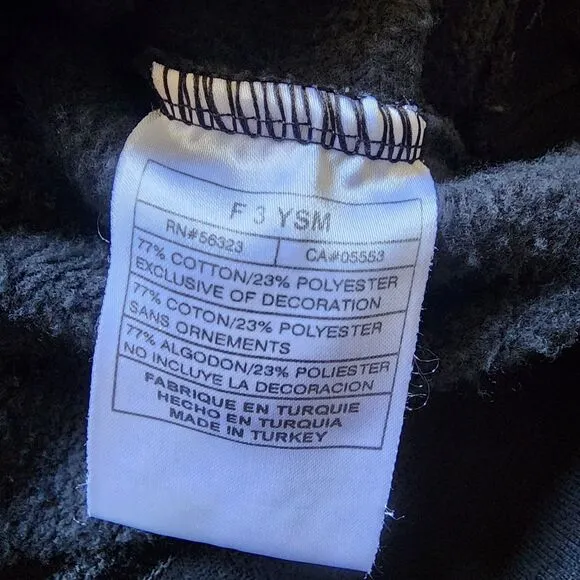 F 3 YSM
RN#56323 CA#05553
77% COTTON/23% POLYESTER
EXCLUSIVE OF DECORATION
77% COTON/23% POLYESTER
SANS ORNEMENTS
77% ALGODON/23% POLIESTER
NO INCLUYE LA DECORACION
FABRIQUE EN TURQUIE
HECHO EN TURQUIA
MADE IN TURKEY